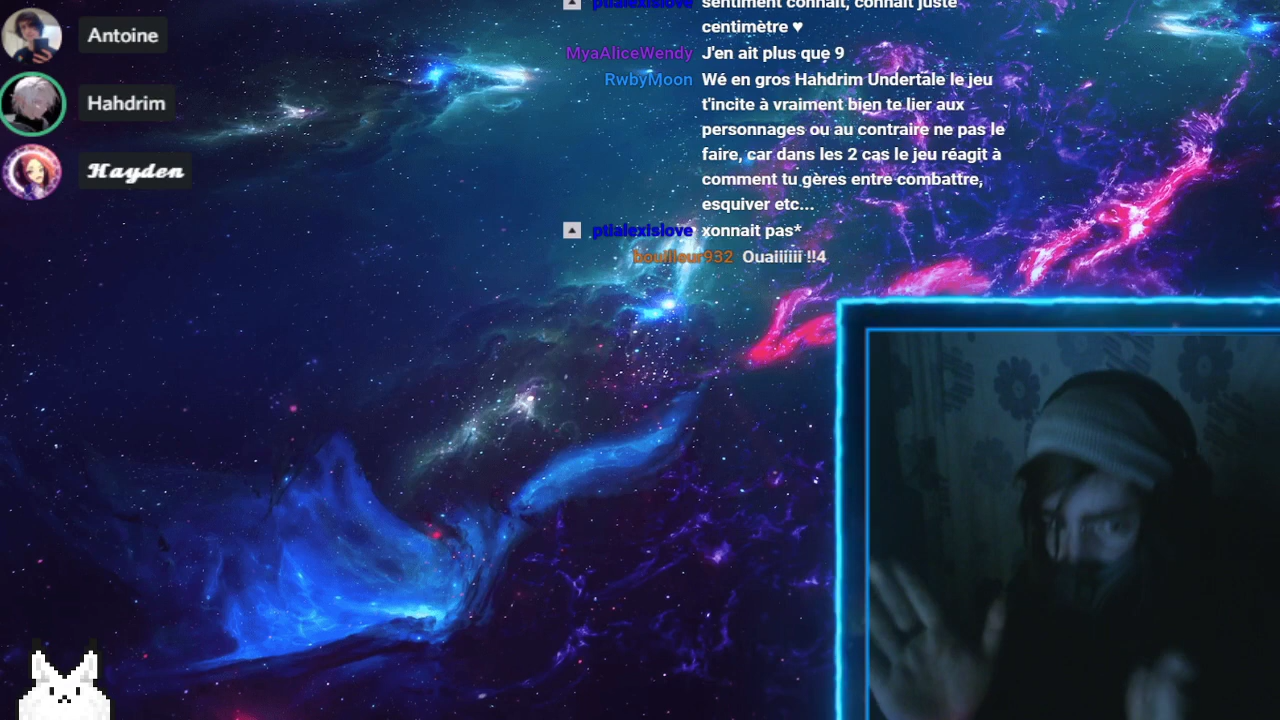 Antoine
Hahdrim
Hayden
ptialexislove sentiment connait, connait juste
centimètre ♥
MyaAliceWendy J'en ait plus que 9
RwbyMoon Wé en gros Hahdrim Undertale le jeu
t'incite à vraiment bien te lier aux
personnages ou au contraire ne pas le
faire, car dans les 2 cas le jeu réagit à
comment tu gères entre combattre,
esquiver etc...
ptialexislove xonnait pas*
Ouaiiiiii !!4